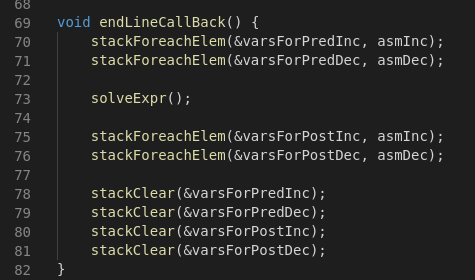 68
69 void endLineCallBack() {
70 stackForeachElem(&varsForPredInc, asmInc);
71 stackForeachElem(&varsForPredDec, asmDec);
72
73 solveExpr();
74
75 stackForeachElem(&varsForPostInc, asmInc);
76 stackForeachElem(&varsForPostDec, asmDec);
77
78 stackClear(&varsForPredInc);
79 stackClear(&varsForPredDec);
80 stackClear(&varsForPostInc);
81 stackClear(&varsForPostDec);
82 }